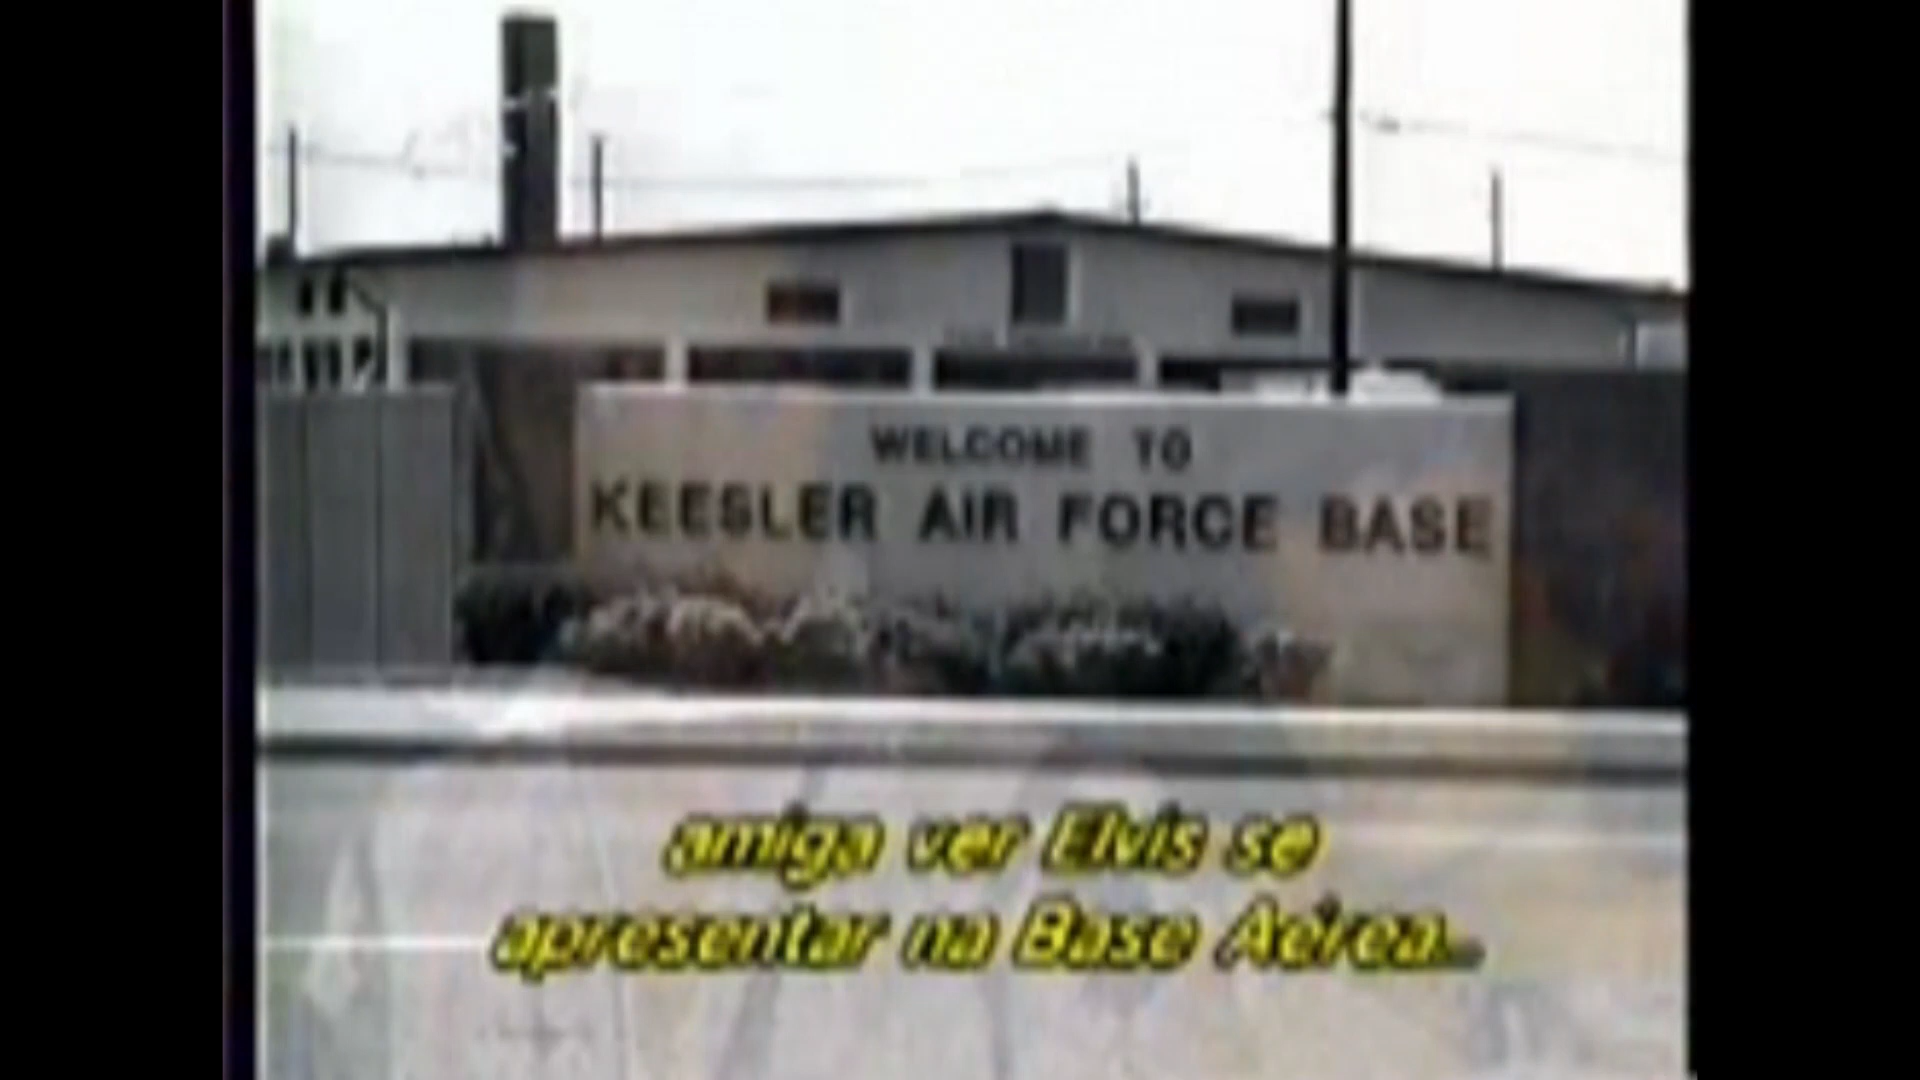 WELCOME TO
KEESLER AIR FORCE BASE
amiga ver Elvis se
apresentar na Base Aérea...